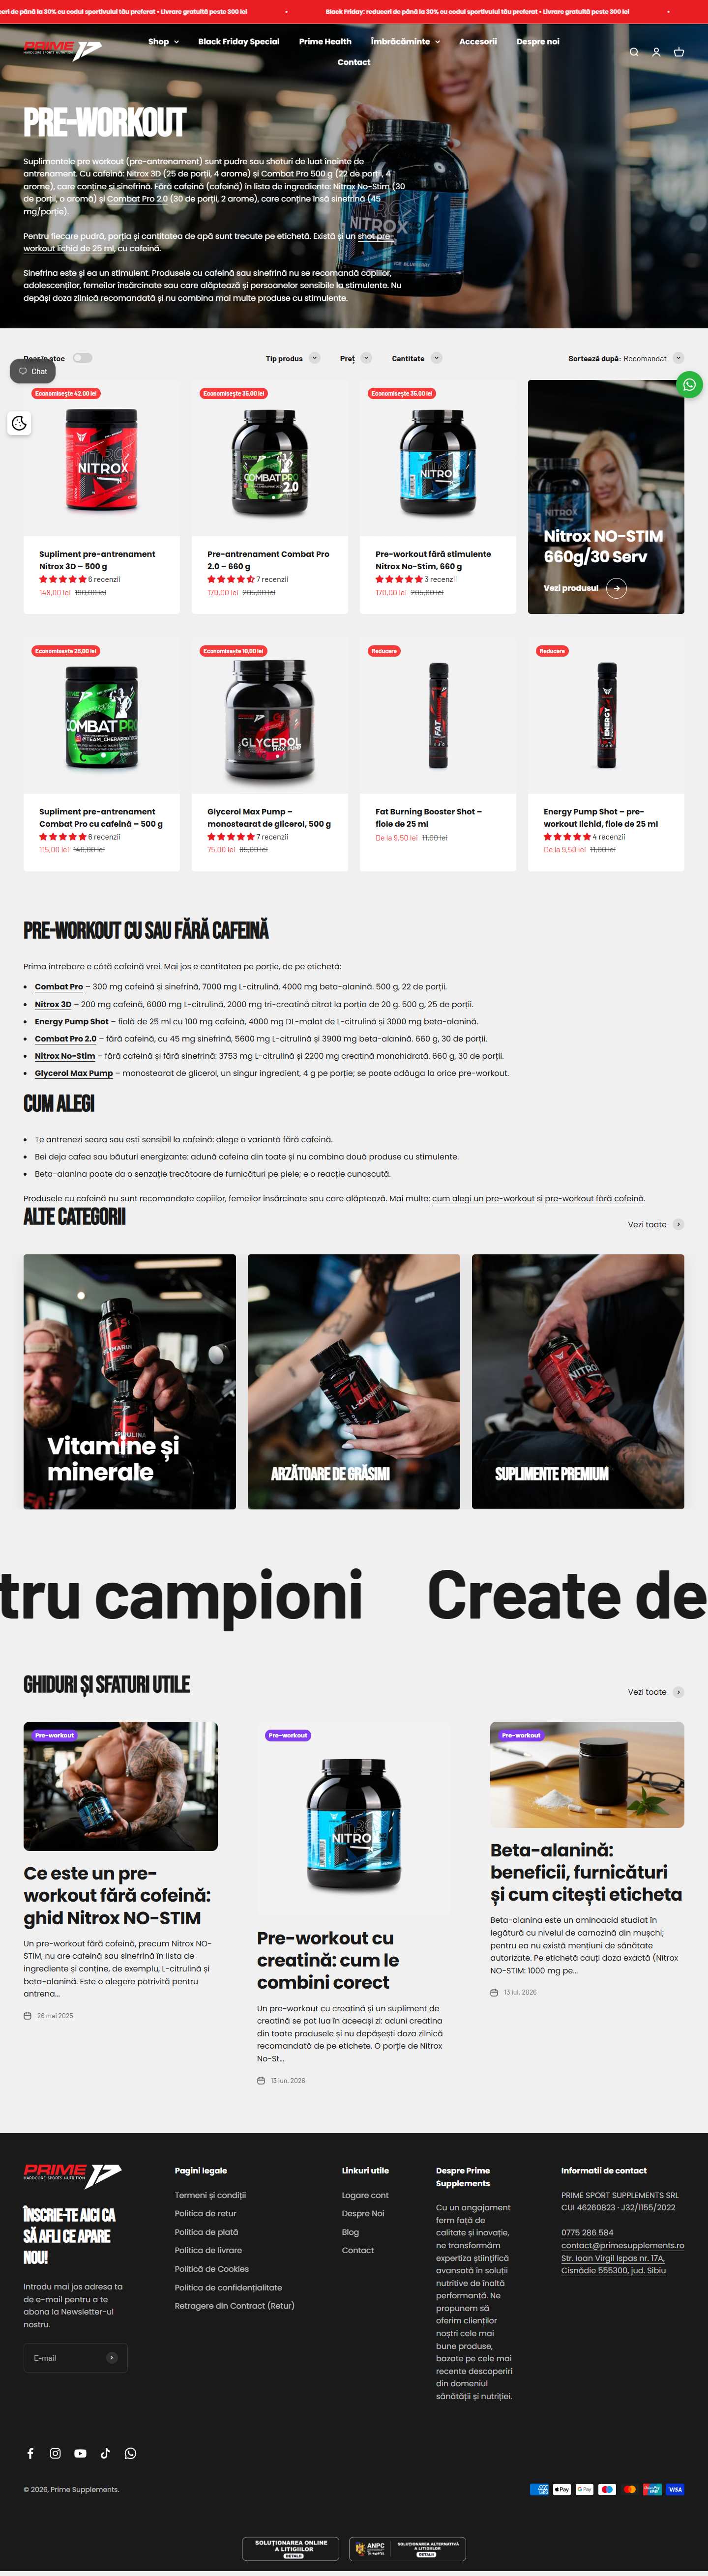 Black Friday: reduceri de până la 30% cu codul sportivului tău preferat • Livrare gratuită peste 300 lei
PRIME
HARDCORE SPORTS NUTRITION
Shop
Black Friday Special
Prime Health
Îmbrăcăminte
Accesorii
Despre noi
Contact
PRE-WORKOUT
Suplimentele pre workout (pre-antrenament) sunt pudre sau shoturi de luat înainte de
antrenament. Cu cafeină: Nitrox 3D (25 de porții, 4 arome) și Combat Pro 500 g (22 de porții, 4
arome), care conține și sinefrină. Fără cafeină (cofeină) în lista de ingrediente: Nitrox No-Stim (30
de porții, o aromă) și Combat Pro 2.0 (30 de porții, 2 arome), care conține însă sinefrină (45
mg/porție).
Pentru fiecare pudră, porția și cantitatea de apă sunt trecute pe etichetă. Există și un shot pre-
workout lichid de 25 ml, cu cafeină.
Sinefrina este și ea un stimulent. Produsele cu cafeină sau sinefrină nu se recomandă copiilor,
adolescenților, femeilor însărcinate sau care alăptează și persoanelor sensibile la stimulente. Nu
depăși doza zilnică recomandată și nu combina mai multe produse cu stimulente.
stoc
Tip produs
Preț
Cantitate
Sortează după: Recomandat
Chat
Economisește 42,00 lei
Supliment pre-antrenament
Nitrox 3D – 500 g
6 recenzii
148,00 lei 190,00 lei
Economisește 35,00 lei
Pre-antrenament Combat Pro
2.0 – 660 g
7 recenzii
170,00 lei 205,00 lei
Economisește 35,00 lei
Pre-workout fără stimulente
Nitrox No-Stim, 660 g
3 recenzii
170,00 lei 205,00 lei
Nitrox NO-STIM
660g/30 Serv
Vezi produsul
Economisește 25,00 lei
Supliment pre-antrenament
Combat Pro cu cafeină – 500 g
6 recenzii
115,00 lei 140,00 lei
Economisește 10,00 lei
Glycerol Max Pump –
monostearat de glicerol, 500 g
7 recenzii
75,00 lei 85,00 lei
Reducere
Fat Burning Booster Shot –
fiole de 25 ml
De la 9,50 lei 11,00 lei
Reducere
Energy Pump Shot – pre-
workout lichid, fiole de 25 ml
4 recenzii
De la 9,50 lei 11,00 lei
PRE-WORKOUT CU SAU FĂRĂ CAFEINĂ
Prima întrebare e câtă cafeină vrei. Mai jos e cantitatea pe porție, de pe etichetă:
• Combat Pro – 300 mg cafeină și sinefrină, 7000 mg L-citrulină, 4000 mg beta-alanină. 500 g, 22 de porții.
• Nitrox 3D – 200 mg cafeină, 6000 mg L-citrulină, 2000 mg tri-creatină citrat la porția de 20 g. 500 g, 25 de porții.
• Energy Pump Shot – fiolă de 25 ml cu 100 mg cafeină, 4000 mg DL-malat de L-citrulină și 3000 mg beta-alanină.
• Combat Pro 2.0 – fără cafeină, cu 45 mg sinefrină, 5600 mg L-citrulină și 3900 mg beta-alanină. 660 g, 30 de porții.
• Nitrox No-Stim – fără cafeină și fără sinefrină: 3753 mg L-citrulină și 2200 mg creatină monohidrată. 660 g, 30 de porții.
• Glycerol Max Pump – monostearat de glicerol, un singur ingredient, 4 g pe porție; se poate adăuga la orice pre-workout.
CUM ALEGI
• Te antrenezi seara sau ești sensibil la cafeină: alege o variantă fără cafeină.
• Bei deja cafea sau băuturi energizante: adună cafeina din toate și nu combina două produse cu stimulente.
• Beta-alanina poate da o senzație trecătoare de furnicături pe piele; e o reacție cunoscută.
Produsele cu cafeină nu sunt recomandate copiilor, femeilor însărcinate sau care alăptează. Mai multe: cum alegi un pre-workout și pre-workout fără cofeină.
ALTE CATEGORII
Vezi toate
Vitamine și
minerale
ARZĂTOARE DE GRĂSIMI
SUPLIMENTE PREMIUM
tru campioni Create de
GHIDURI ȘI SFATURI UTILE
Vezi toate
Pre-workout
Ce este un pre-
workout fără cofeină:
ghid Nitrox NO-STIM
Un pre-workout fără cofeină, precum Nitrox NO-
STIM, nu are cafeină sau sinefrină în lista de
ingrediente și conține, de exemplu, L-citrulină și
beta-alanină. Este o alegere potrivită pentru
antrena...
26 mai 2025
Pre-workout
Pre-workout cu
creatină: cum le
combini corect
Un pre-workout cu creatină și un supliment de
creatină se pot lua în aceeași zi: aduni creatina
din toate produsele și nu depășești doza zilnică
recomandată de pe etichete. O porție de Nitrox
No-St...
13 iun. 2026
Pre-workout
Beta-alanină:
beneficii, furnicături
și cum citești eticheta
Beta-alanina este un aminoacid studiat în
legătură cu nivelul de carnozină din mușchi;
pentru ea nu există mențiuni de sănătate
autorizate. Pe etichetă cauți doza exactă (Nitrox
NO-STIM: 1000 mg pe...
13 iul. 2026
PRIME
HARDCORE SPORTS NUTRITION
ÎNSCRIE-TE AICI CA
SĂ AFLI CE APARE
NOU!
Introdu mai jos adresa ta
de e-mail pentru a te
abona la Newsletter-ul
nostru.
E-mail
Pagini legale
Termeni și condiții
Politica de retur
Politica de plată
Politica de livrare
Politică de Cookies
Politica de confidențialitate
Retragere din Contract (Retur)
Linkuri utile
Logare cont
Despre Noi
Blog
Contact
Despre Prime
Supplements
Cu un angajament
ferm față de
calitate și inovație,
ne transformăm
expertiza științifică
avansată în soluții
nutritive de înaltă
performanță. Ne
propunem să
oferim clienților
noștri cele mai
bune produse,
bazate pe cele mai
recente descoperiri
din domeniul
sănătății și nutriției.
Informatii de contact
PRIME SPORT SUPPLEMENTS SRL
CUI 46260823 · J32/1155/2022
0775 286 584
contact@primesupplements.ro
Str. Ioan Virgil Ispas nr. 17A,
Cisnădie 555300, jud. Sibiu
© 2026, Prime Supplements.
SOLUȚIONAREA ONLINE
A LITIGIILOR
DETALII
ANPC
SOLUȚIONAREA ALTERNATIVĂ
A LITIGIILOR
DETALII